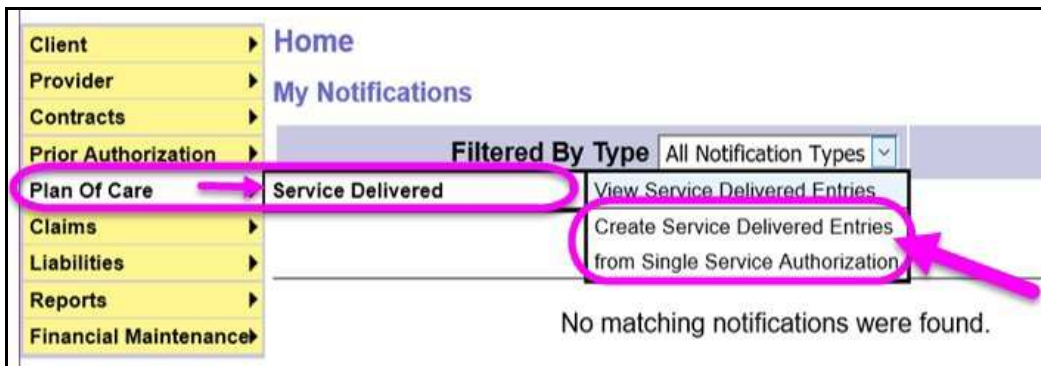 Client
Provider
Contracts
Prior Authorization
Plan Of Care
Claims
Liabilities
Reports
Financial Maintenance
Home
My Notifications
Filtered By Type All Notification Types
Service Delivered
View Service Delivered Entries
Create Service Delivered Entries
from Single Service Authorization
No matching notifications were found.